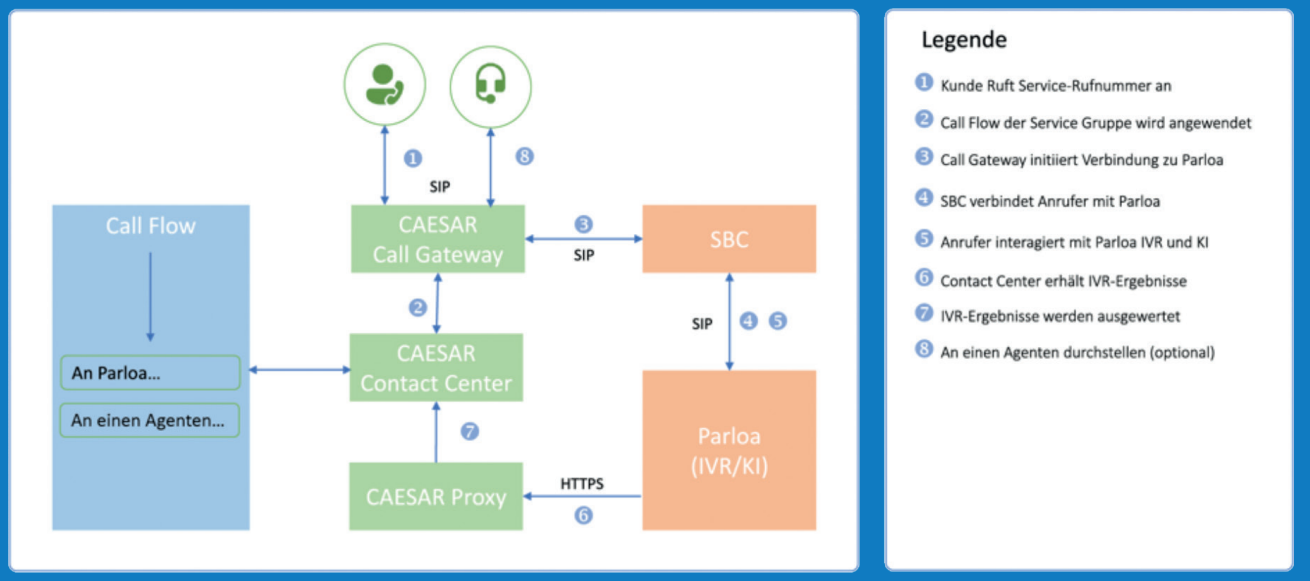 1
8
SIP
Call Flow
CAESAR
Call Gateway
3
SIP
SBC
2
SIP
4 5
An Parloa...
An einen Agenten...
CAESAR
Contact Center
7
Parloa
(IVR/KI)
CAESAR Proxy
HTTPS
6
Legende
1 Kunde Ruft Service-Rufnummer an
2 Call Flow der Service Gruppe wird angewendet
3 Call Gateway initiiert Verbindung zu Parloa
4 SBC verbindet Anrufer mit Parloa
5 Anrufer interagiert mit Parloa IVR und KI
6 Contact Center erhält IVR-Ergebnisse
7 IVR-Ergebnisse werden ausgewertet
8 An einen Agenten durchstellen (optional)